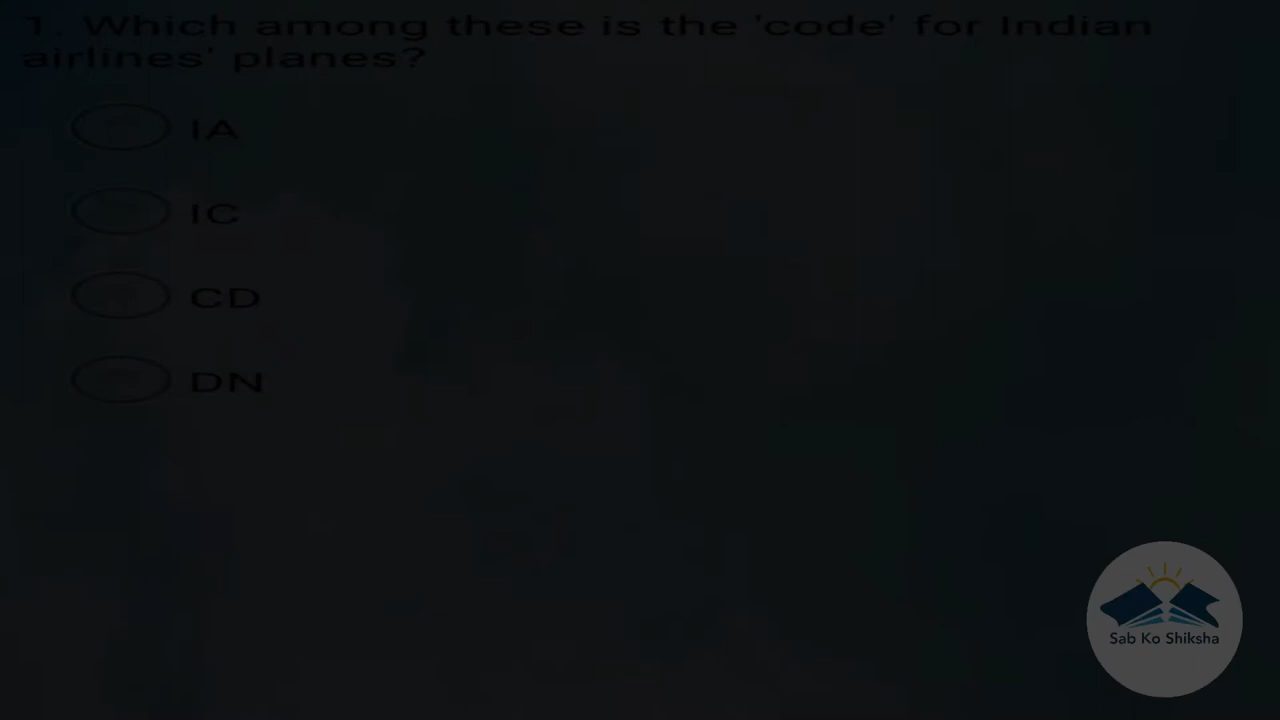 1. Which among these is the 'code' for Indian
airlines' planes?
IA
IC
CD
DN
Sab Ko Shiksha